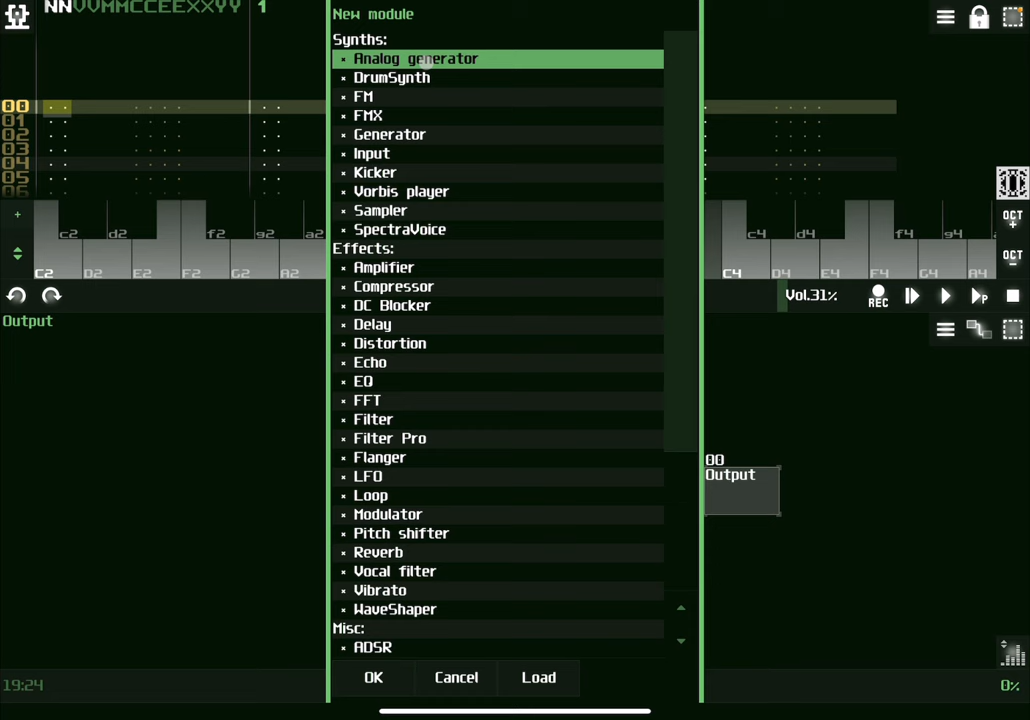 NNVVMMCCEEXXYY 1
New module
Synths:
Analog generator
DrumSynth
FM
FMX
Generator
Input
Kicker
Vorbis player
Sampler
SpectraVoice
Effects:
Amplifier
Compressor
DC Blocker
Delay
Distortion
Echo
EQ
FFT
Filter
Filter Pro
Flanger
LFO
Loop
Modulator
Pitch shifter
Reverb
Vocal filter
Vibrato
WaveShaper
Misc:
ADSR
OK Cancel Load
00
01
02
03
04
05
06
c2 d2 f2 g2 a2 c4 d4 f4 g4
C2 D2 E2 F2 G2 A2 C4 D4 E4 F4 G4 A4
OCT
+
OCT
-
Vol.31% REC P
Output
00
Output
19:24 0%